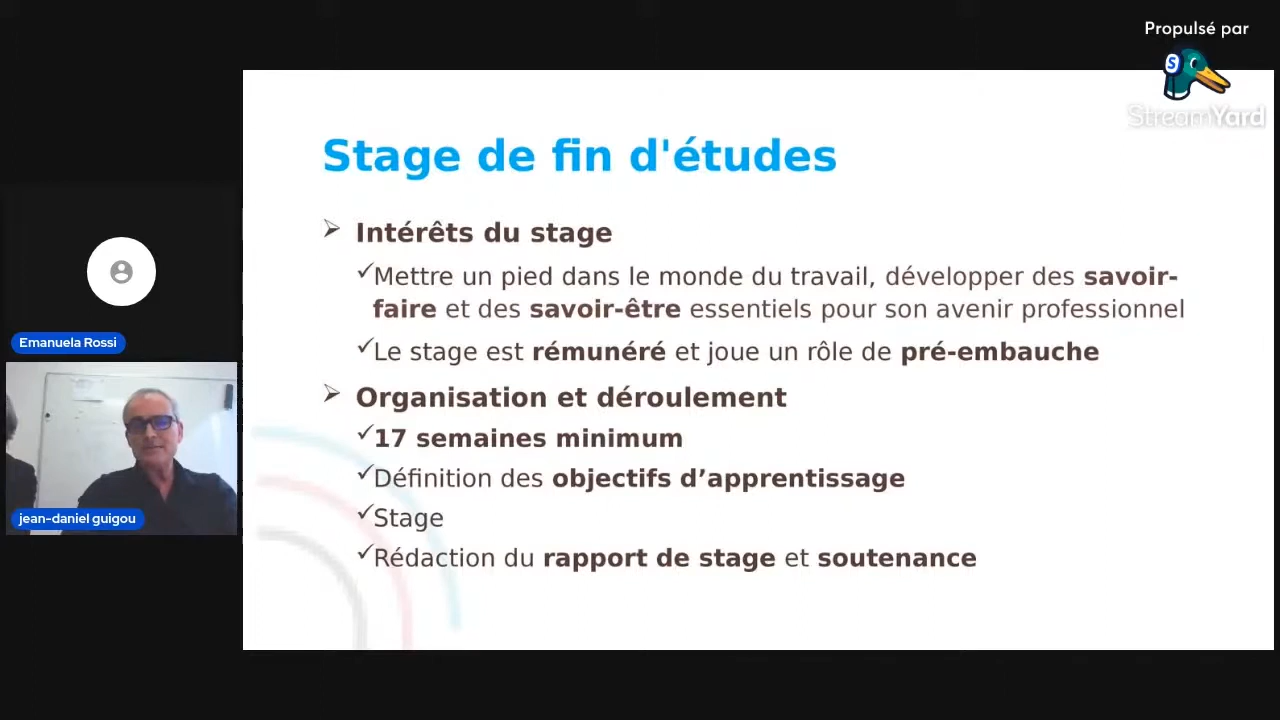 Propulsé par
StreamYard
Stage de fin d'études
Intérêts du stage
Mettre un pied dans le monde du travail, développer des savoir-
faire et des savoir-être essentiels pour son avenir professionnel
Le stage est rémunéré et joue un rôle de pré-embauche
Organisation et déroulement
17 semaines minimum
Définition des objectifs d’apprentissage
Stage
Rédaction du rapport de stage et soutenance
Emanuela Rossi
jean-daniel guigou